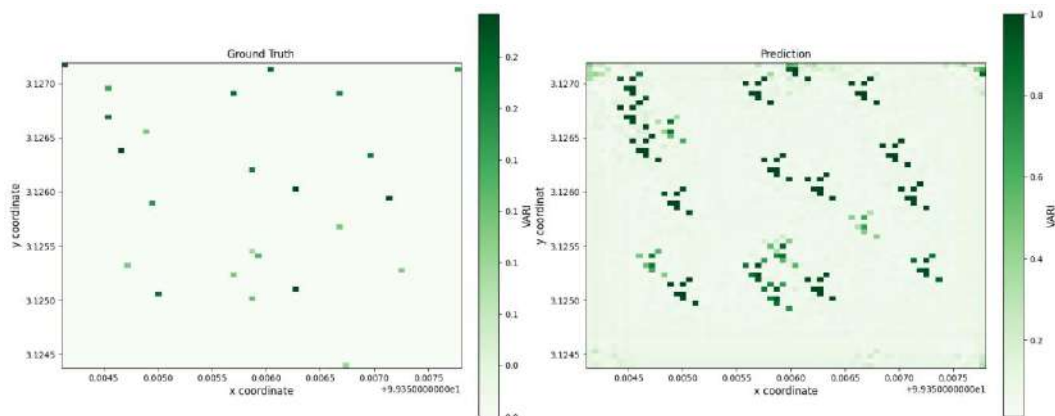 Ground Truth
3.1270
3.1265
3.1260
3.1255
3.1250
3.1245
y coordinate
0.0045 0.0050 0.0055 0.0060 0.0065 0.0070 0.0075
x coordinate
+9.9350000000e1
0.2
0.2
0.1
0.1
0.1
0.0
0.0
VARI
Prediction
3.1270
3.1265
3.1260
3.1255
3.1250
3.1245
y coordinat
0.0045 0.0050 0.0055 0.0060 0.0065 0.0070 0.0075
x coordinate
+9.9350000000e1
1.0
0.8
0.6
0.4
0.2
VARI